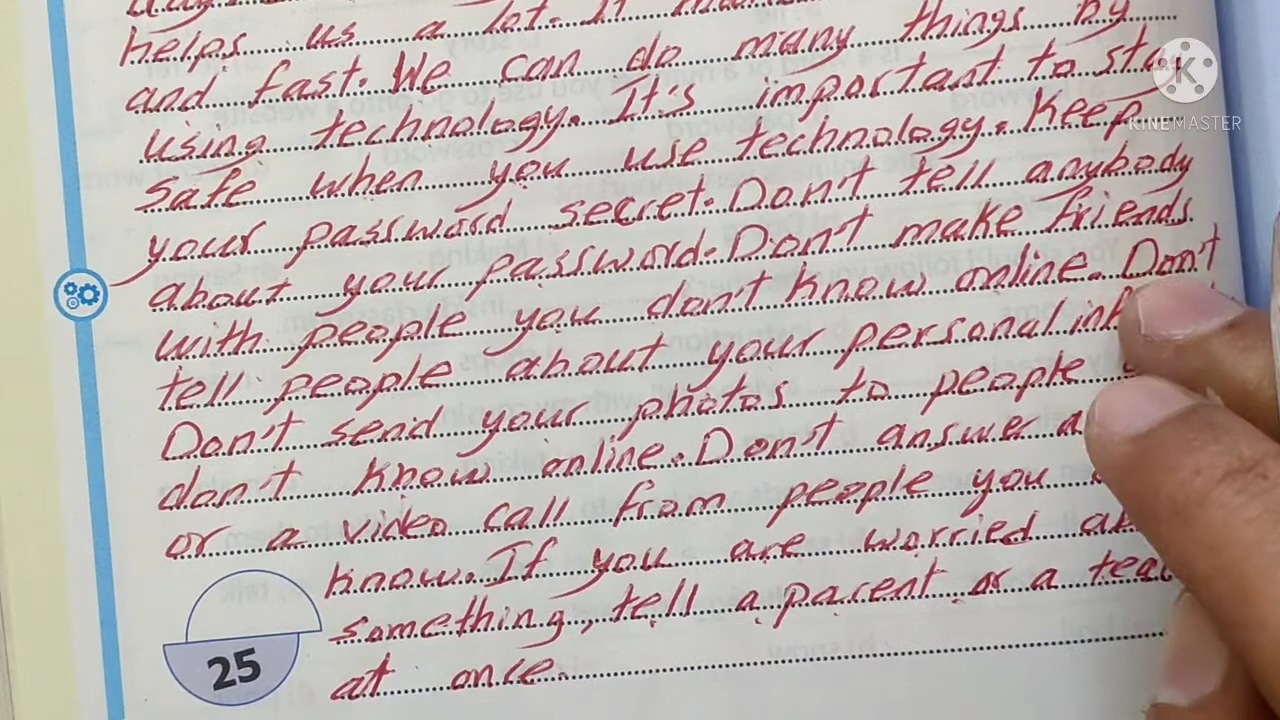 helps us a lot. It
and fast. We can do many things by
using technology. It's important to stay
safe when you use technology. Keep
your password secret. Don't tell anybody
about your password. Don't make friends
with people you don't know online. Don't
tell people about your personal
Don't send your photos to people
don't know online. Don't answer a
or a video call from people you
know. If you are worried
something, tell a parent or a
at once.
25
K
KINEMASTER